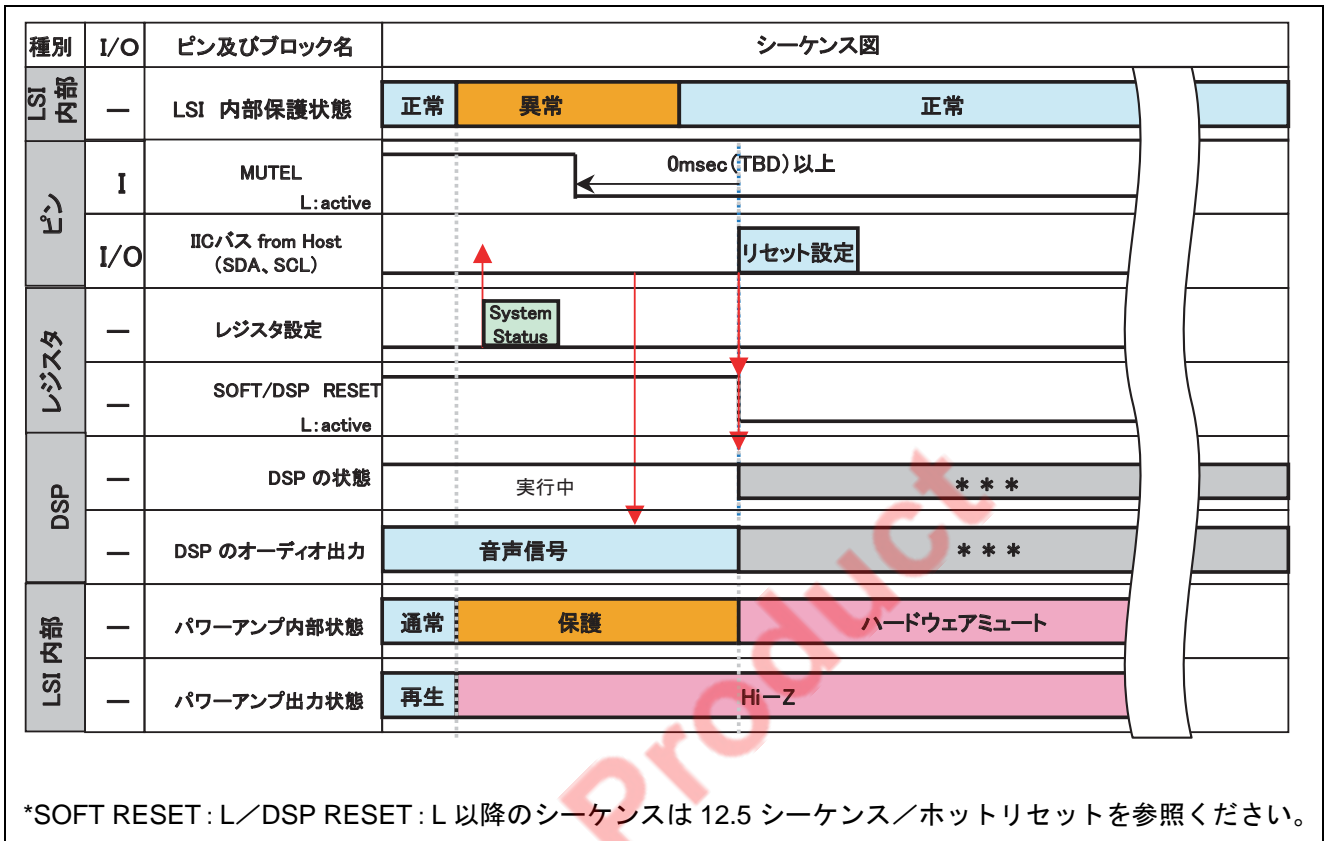 種別 I/O ピン及びブロック名 シーケンス図
LSI 内部
― LSI 内部保護状態 正常 異常 正常
ピン
I MUTEL
L:active
0msec(TBD)以上
I/O IICバス from Host
(SDA、SCL)
リセット設定
レジスタ
― レジスタ設定
System
Status
― SOFT/DSP RESET
L:active
DSP
― DSP の状態 実行中 * * *
― DSP のオーディオ出力 音声信号 * * *
LSI 内部
― パワーアンプ内部状態 通常 保護 ハードウェアミュート
― パワーアンプ出力状態 再生 Hi－Z
Product
*SOFT RESET : L／DSP RESET : L 以降のシーケンスは 12.5 シーケンス／ホットリセットを参照ください。